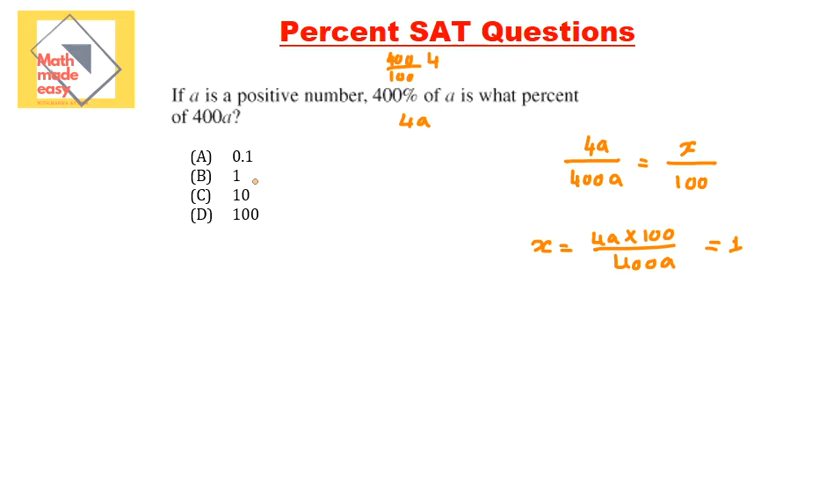 Percent SAT Questions
Math
made
easy
400/100 4
If a is a positive number, 400% of a is what percent
of 400a?
4a
(A) 0.1
(B) 1
(C) 10
(D) 100
4a/400a = x/100
x = 4a×100/400a = 1